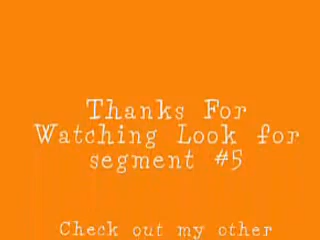 Thanks For
Watching Look for
segment #5
Check out my other